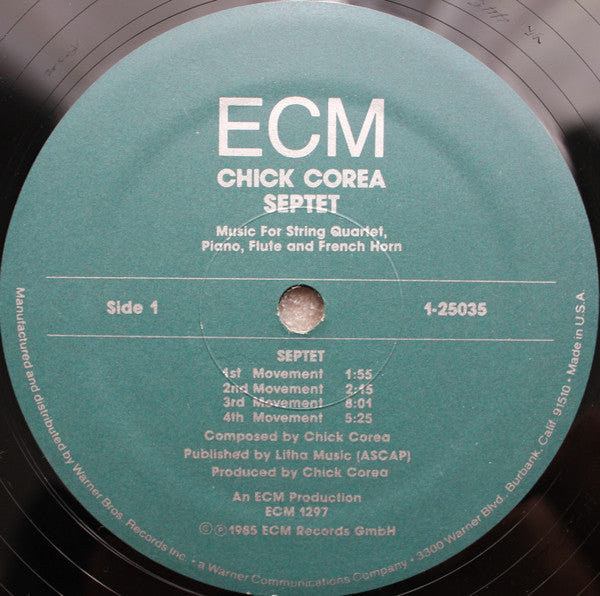 ECM
CHICK COREA
SEPTET
Music For String Quartet,
Piano, Flute and French Horn
Side 1
1-25035
SEPTET
1st Movement 1:55
2nd Movement 2:15
3rd Movement 8:01
4th Movement 5:25
Composed by Chick Corea
Published by Litha Music (ASCAP)
Produced by Chick Corea
An ECM Production
ECM 1297
©℗1985 ECM Records GmbH
Manufactured and distributed by Warner Bros. Records Inc. • a Warner Communications Company • 3300 Warner Blvd., Burbank, Calif. 91510 • Made in U.S.A.